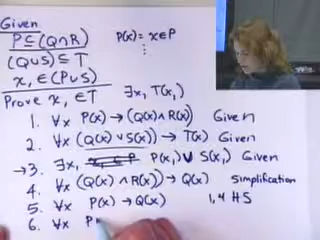 Given
P ⊆ (Q∩R)
P(x) = x∈P
⋮
(Q∪S) ⊆ T
x, ∈ (P∪S)
Prove x, ∈T
∃x, T(x,)
1. ∀x P(x) → (Q(x)∧R(x)) Given
2. ∀x (Q(x) ∨ S(x)) → T(x) Given
→3. ∃x, P(x,) ∨ S(x,) Given
4. ∀x (Q(x) ∧ R(x)) → Q(x) Simplification
5. ∀x P(x) → Q(x) 1,4 HS
6. ∀x P